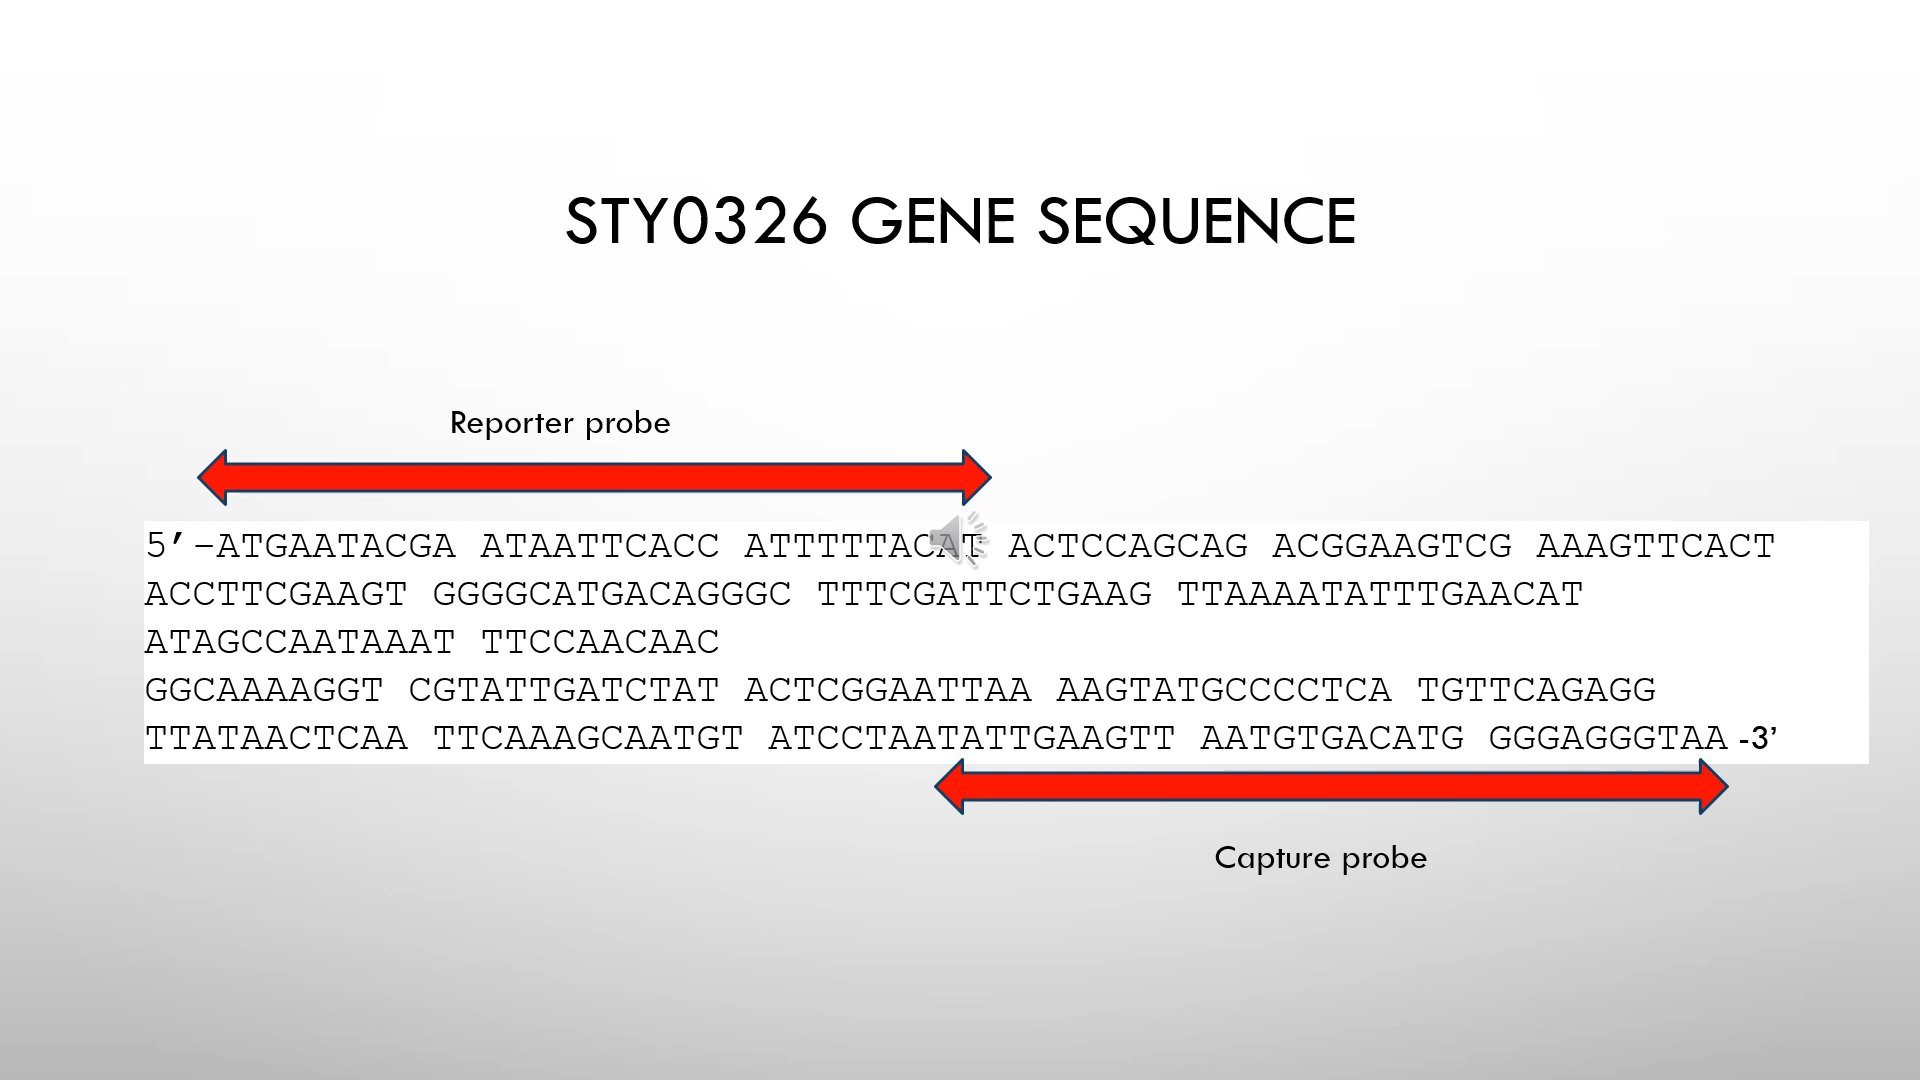 STY0326 GENE SEQUENCE
Reporter probe
5’–ATGAATACGA ATAATTCACC ATTTTTACAT ACTCCAGCAG ACGGAAGTCG AAAGTTCACT
ACCTTCGAAGT GGGGCATGACAGGGC TTTCGATTCTGAAG TTAAAATATTTGAACAT
ATAGCCAATAAAT TTCCAACAAC
GGCAAAAGGT CGTATTGATCTAT ACTCGGAATTAA AAGTATGCCCCTCA TGTTCAGAGG
TTATAACTCAA TTCAAAGCAATGT ATCCTAATATTGAAGTT AATGTGACATG GGGAGGGTAA -3’
Capture probe